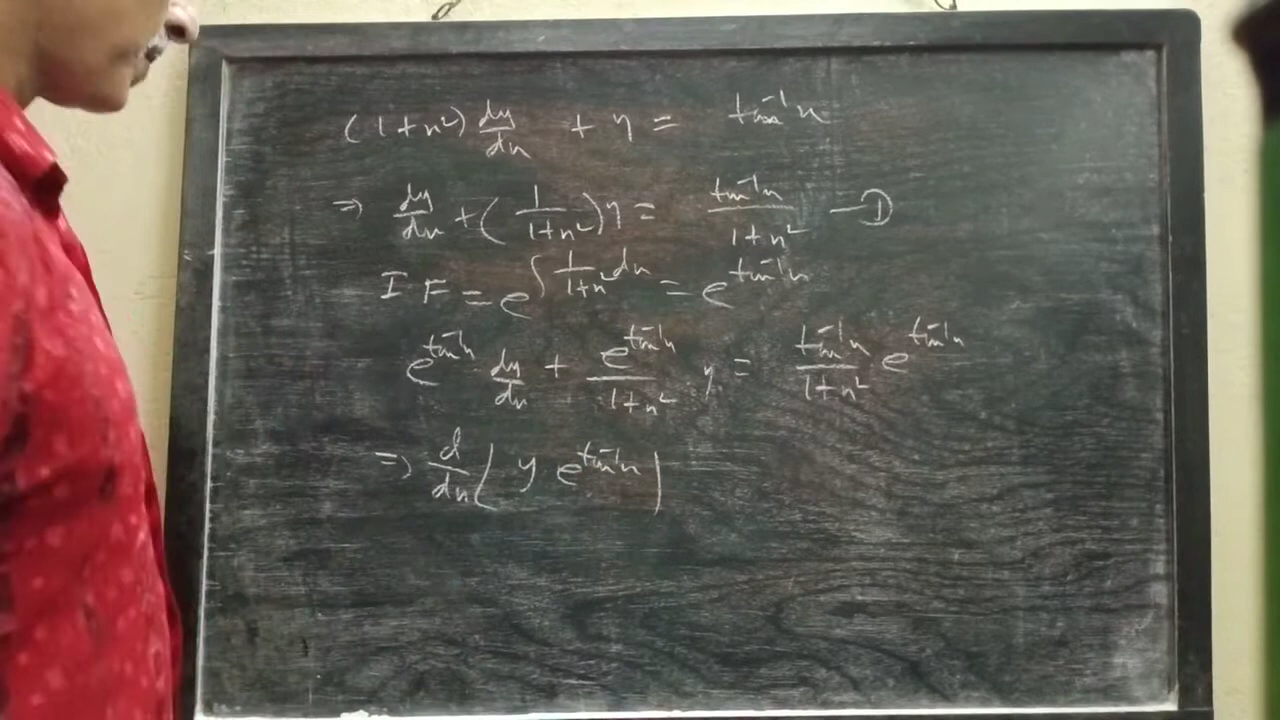 (1+x²) dy/dx + y = tan⁻¹x
⇒ dy/dx + (1/(1+x²))y = tan⁻¹x/(1+x²) —①
IF = e^∫1/(1+x²)dx = e^tan⁻¹x
e^tan⁻¹x dy/dx + e^tan⁻¹x/(1+x²) y = tan⁻¹x/(1+x²) e^tan⁻¹x
⇒ d/dx( y e^tan⁻¹x )